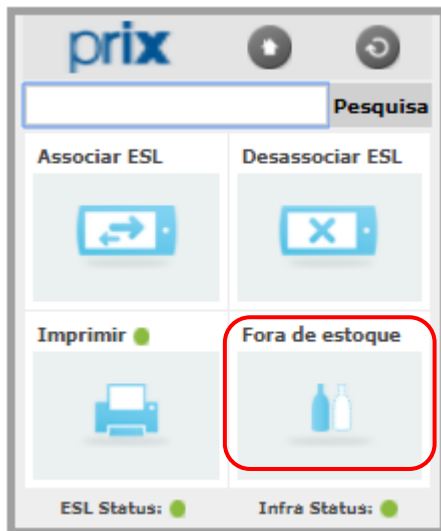 prix
Pesquisa
Associar ESL Desassociar ESL
Imprimir Fora de estoque
ESL Status: Infra Status: